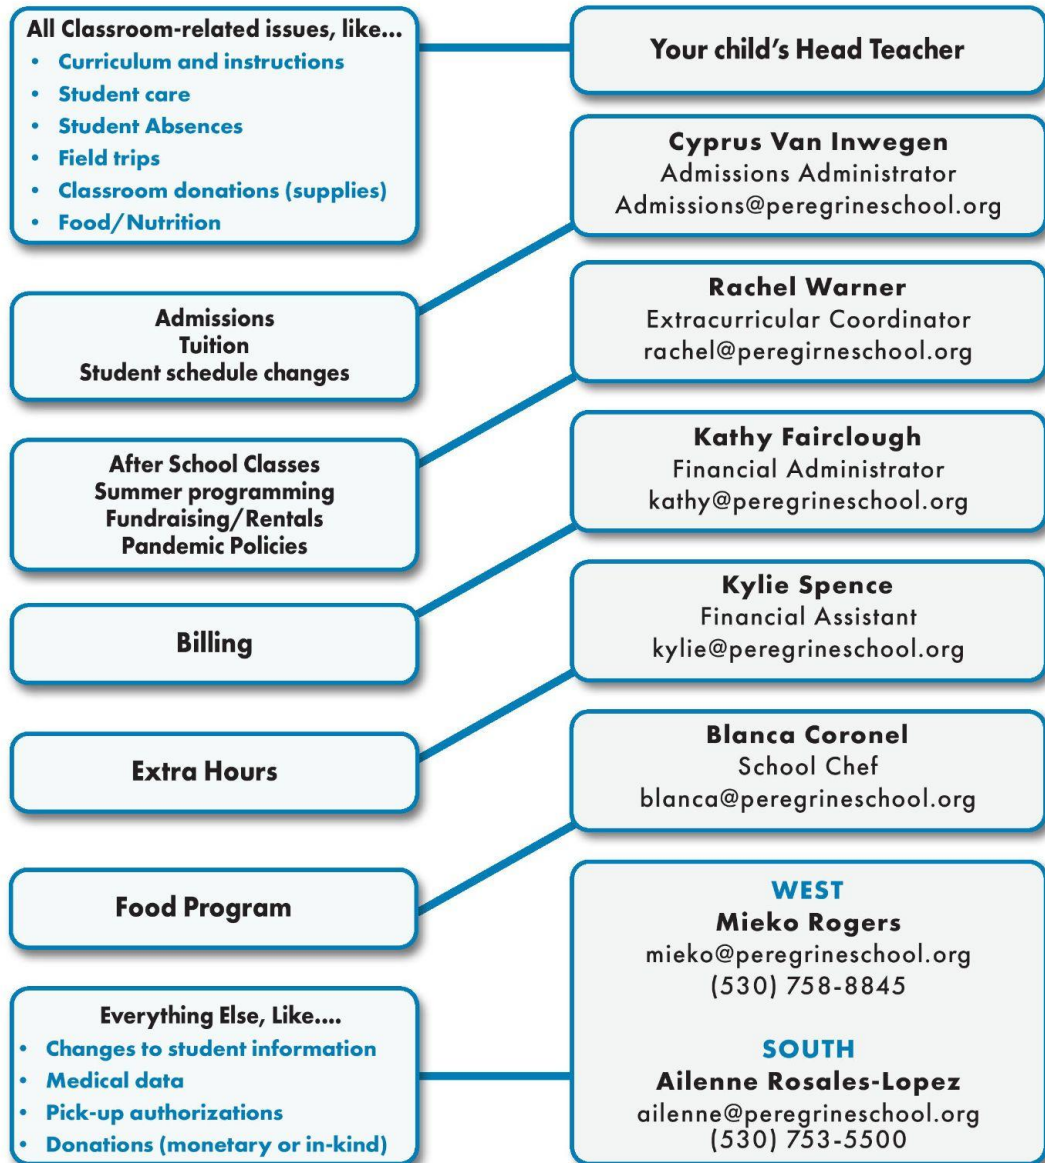 All Classroom-related issues, like...
• Curriculum and instructions
• Student care
• Student Absences
• Field trips
• Classroom donations (supplies)
• Food/Nutrition
Your child's Head Teacher
Cyprus Van Inwegen
Admissions Administrator
Admissions@peregrineschool.org
Admissions
Tuition
Student schedule changes
Rachel Warner
Extracurricular Coordinator
rachel@peregirneschool.org
After School Classes
Summer programming
Fundraising/Rentals
Pandemic Policies
Kathy Fairclough
Financial Administrator
kathy@peregrineschool.org
Billing
Kylie Spence
Financial Assistant
kylie@peregrineschool.org
Extra Hours
Blanca Coronel
School Chef
blanca@peregrineschool.org
Food Program
WEST
Mieko Rogers
mieko@peregrineschool.org
(530) 758-8845
SOUTH
Ailenne Rosales-Lopez
ailenne@peregrineschool.org
(530) 753-5500
Everything Else, Like....
• Changes to student information
• Medical data
• Pick-up authorizations
• Donations (monetary or in-kind)